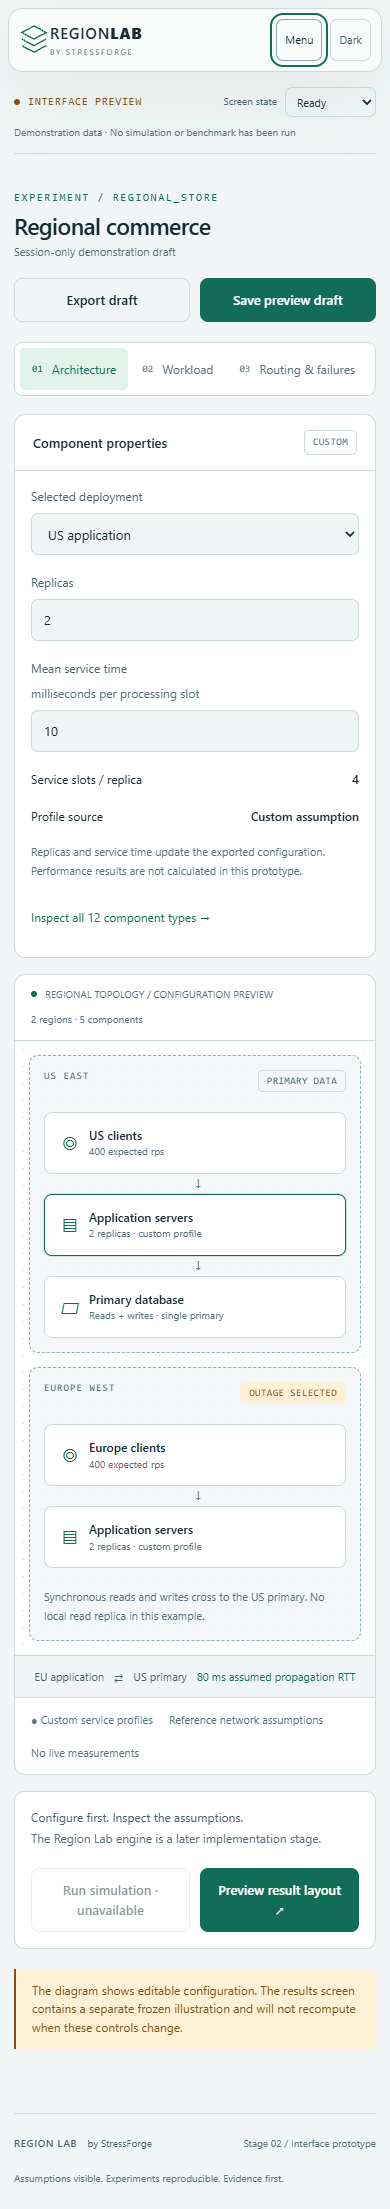 REGIONLAB
BY STRESSFORGE
Menu
Dark
INTERFACE PREVIEW
Screen state
Ready
Demonstration data · No simulation or benchmark has been run
EXPERIMENT / REGIONAL_STORE
Regional commerce
Session-only demonstration draft
Export draft
Save preview draft
01 Architecture
02 Workload
03 Routing & failures
Component properties
CUSTOM
Selected deployment
US application
Replicas
2
Mean service time
milliseconds per processing slot
10
Service slots / replica
4
Profile source
Custom assumption
Replicas and service time update the exported configuration.
Performance results are not calculated in this prototype.
Inspect all 12 component types →
REGIONAL TOPOLOGY / CONFIGURATION PREVIEW
2 regions · 5 components
US EAST
PRIMARY DATA
US clients
400 expected rps
↓
Application servers
2 replicas · custom profile
↓
Primary database
Reads + writes · single primary
EUROPE WEST
OUTAGE SELECTED
Europe clients
400 expected rps
↓
Application servers
2 replicas · custom profile
Synchronous reads and writes cross to the US primary. No
local read replica in this example.
EU application ⇄ US primary 80 ms assumed propagation RTT
● Custom service profiles
Reference network assumptions
No live measurements
Configure first. Inspect the assumptions.
The Region Lab engine is a later implementation stage.
Run simulation ·
unavailable
Preview result layout
↗
The diagram shows editable configuration. The results screen
contains a separate frozen illustration and will not recompute
when these controls change.
REGION LAB by StressForge
Stage 02 / Interface prototype
Assumptions visible. Experiments reproducible. Evidence first.